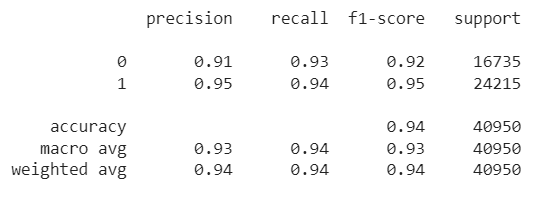 precision recall f1-score support
0 0.91 0.93 0.92 16735
1 0.95 0.94 0.95 24215
accuracy 0.94 40950
macro avg 0.93 0.94 0.93 40950
weighted avg 0.94 0.94 0.94 40950